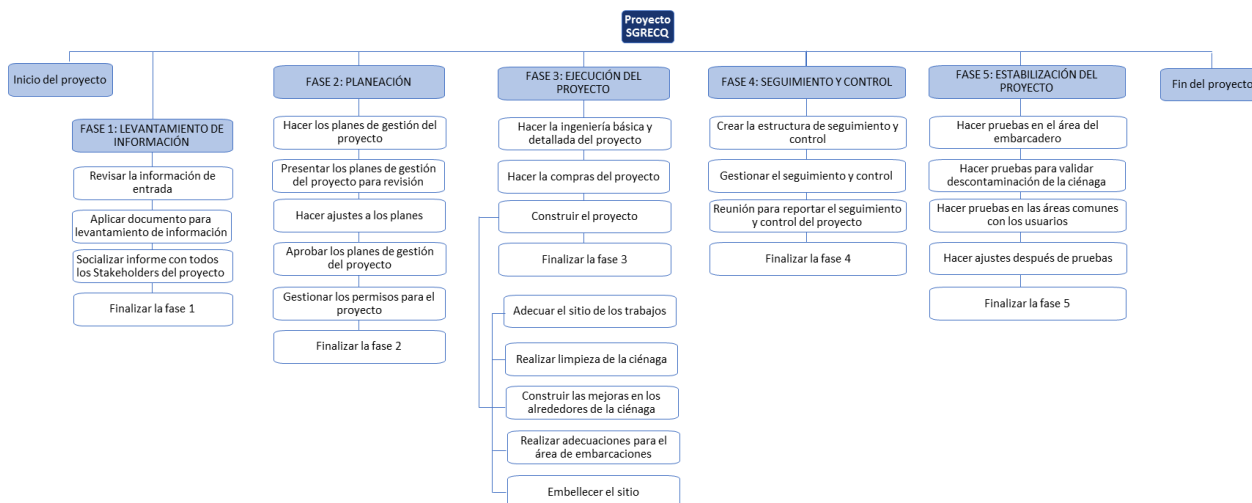 Proyecto
SGRECQ
Inicio del proyecto
FASE 1: LEVANTAMIENTO DE
INFORMACIÓN
Revisar la información de
entrada
Aplicar documento para
levantamiento de información
Socializar informe con todos
los Stakeholders del proyecto
Finalizar la fase 1
FASE 2: PLANEACIÓN
Hacer los planes de gestión del
proyecto
Presentar los planes de gestión
del proyecto para revisión
Hacer ajustes a los planes
Aprobar los planes de gestión
del proyecto
Gestionar los permisos para el
proyecto
Finalizar la fase 2
FASE 3: EJECUCIÓN DEL
PROYECTO
Hacer la ingeniería básica y
detallada del proyecto
Hacer la compras del proyecto
Construir el proyecto
Finalizar la fase 3
Adecuar el sitio de los trabajos
Realizar limpieza de la ciénaga
Construir las mejoras en los
alrededores de la ciénaga
Realizar adecuaciones para el
área de embarcaciones
Embellecer el sitio
FASE 4: SEGUIMIENTO Y CONTROL
Crear la estructura de seguimiento y
control
Gestionar el seguimiento y control
Reunión para reportar el seguimiento
y control del proyecto
Finalizar la fase 4
FASE 5: ESTABILIZACIÓN DEL
PROYECTO
Hacer pruebas en el área del
embarcadero
Hacer pruebas para validar
descontaminación de la ciénaga
Hacer pruebas en las áreas comunes
con los usuarios
Hacer ajustes después de pruebas
Finalizar la fase 5
Fin del proyecto